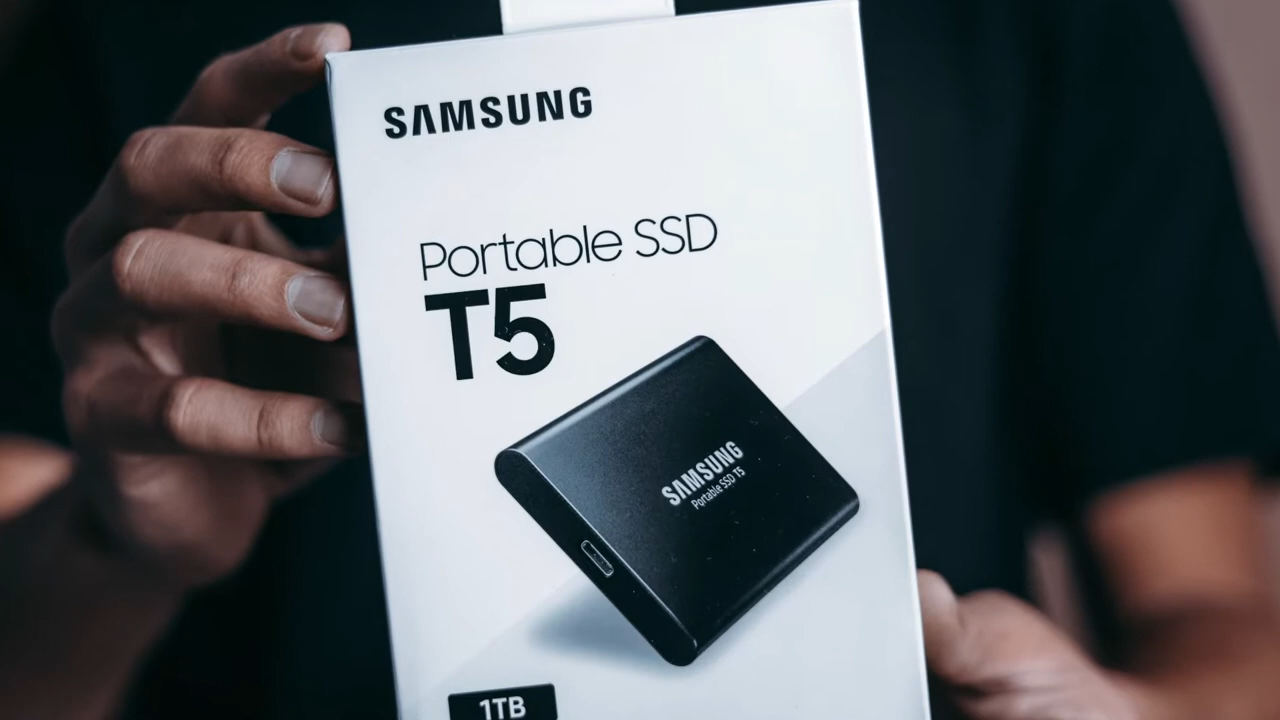 SAMSUNG
Portable SSD
T5
SAMSUNG
Portable SSD T5
1TB